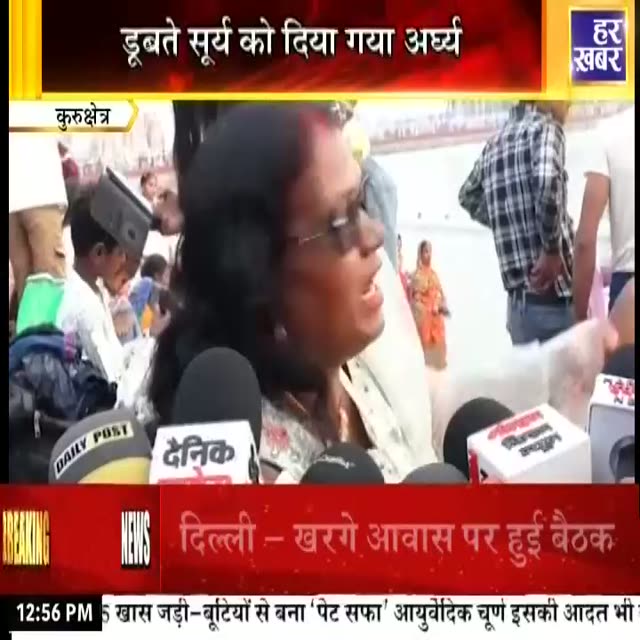 डूबते सूर्य को दिया गया अर्घ्य
हर
ख़बर
कुरुक्षेत्र
DAILY POST
दैनिक
BREAKING NEWS
दिल्ली – खरगे आवास पर हुई बैठक
12:56 PM
खास जड़ी–बूटियों से बना 'पेट सफा' आयुर्वेदिक चूर्ण इसकी आदत भी